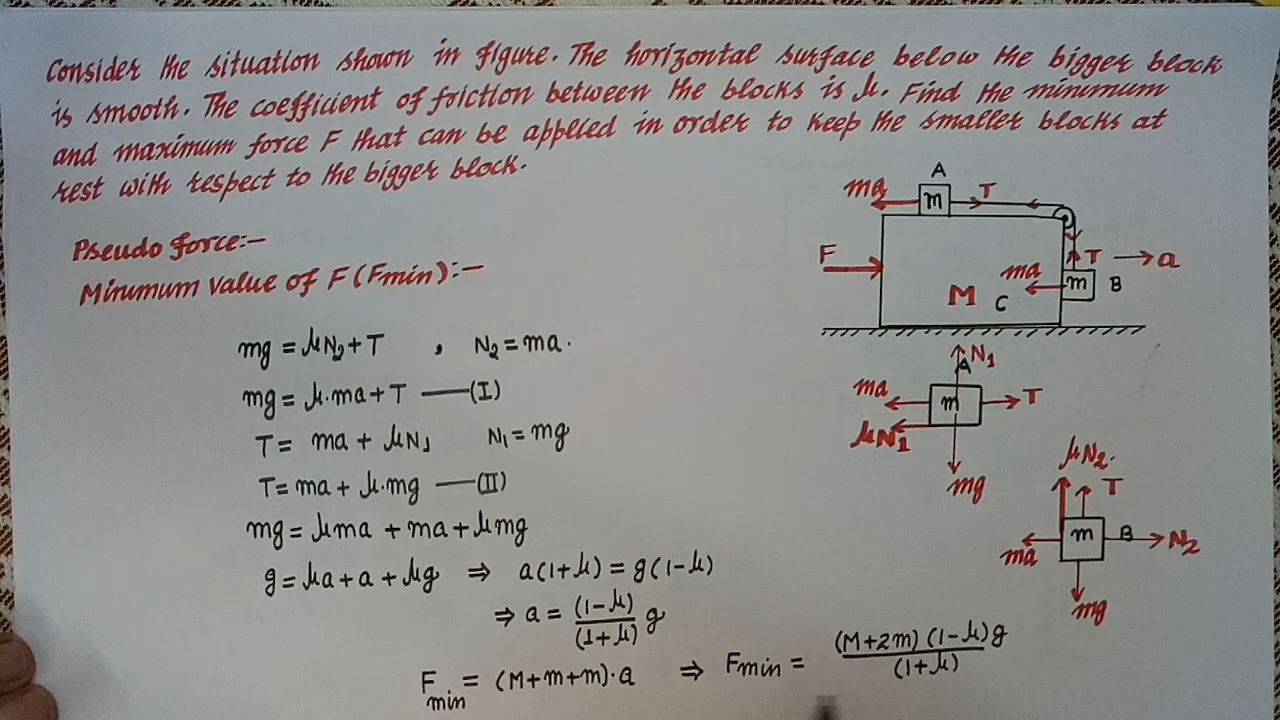 Consider the situation shown in figure. The horizontal surface below the bigger block
is smooth. The coefficient of friction between the blocks is μ. Find the minimum
and maximum force F that can be applied in order to keep the smaller blocks at
rest with respect to the bigger block.
Pseudo force:-
Minumum value of F (Fmin):-
mg = μN₂ + T , N₂ = ma.
mg = μ.ma + T —(I)
T = ma + μN₁ N₁ = mg
T = ma + μ.mg —(II)
mg = μma + ma + μmg
g = μa + a + μg ⇒ a(1+μ) = g(1-μ)
⇒ a = (1-μ)/(1+μ) g
Fmin = (M+m+m).a ⇒ Fmin = (M+2m)(1-μ)g/(1+μ)
A
ma m T
F T → a
ma m B
M C
N₁
A
ma m T
μN₁
mg
μN₂.
T
m B N₂
ma
mg